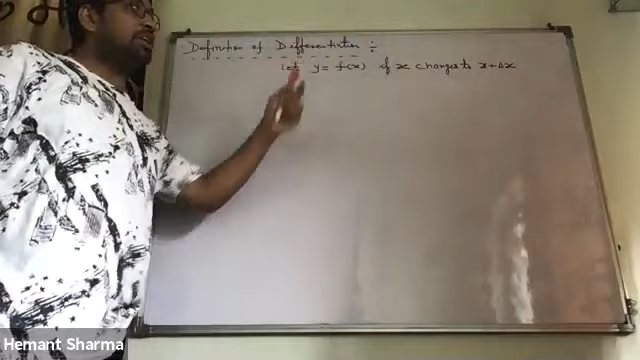 Definition of Differentiation ÷
let y = f(x) if x changes to x + Δx
Hemant Sharma